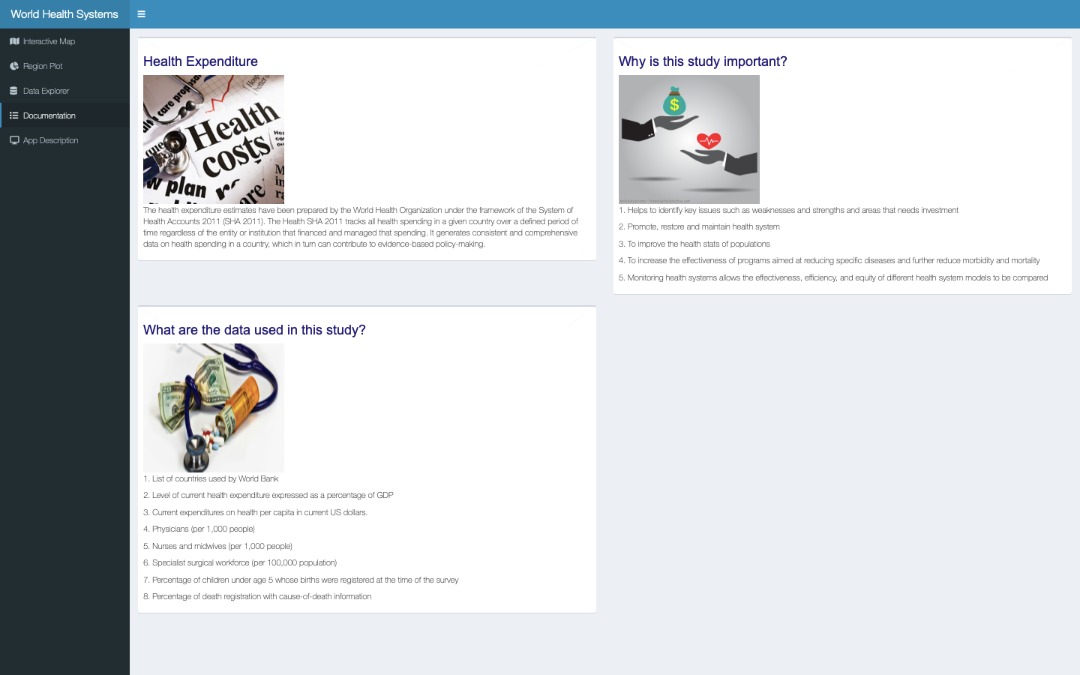 World Health Systems
Interactive Map
Region Plot
Data Explorer
Documentation
App Description
Health Expenditure
care prop
Health
costs
w plan
care
The health expenditure estimates have been prepared by the World Health Organization under the framework of the System of
Health Accounts 2011 (SHA 2011). The Health SHA 2011 tracks all health spending in a given country over a defined period of
time regardless of the entity or institution that financed and managed that spending. It generates consistent and comprehensive
data on health spending in a country, which in turn can contribute to evidence-based policy-making.
Why is this study important?
$
1. Helps to identify key issues such as weaknesses and strengths and areas that needs investment
2. Promote, restore and maintain health system
3. To improve the health stats of populations
4. To increase the effectiveness of programs aimed at reducing specific diseases and further reduce morbidity and mortality
5. Monitoring health systems allows the effectiveness, efficiency, and equity of different health system models to be compared
What are the data used in this study?
1. List of countries used by World Bank
2. Level of current health expenditure expressed as a percentage of GDP
3. Current expenditures on health per capita in current US dollars.
4. Physicians (per 1,000 people)
5. Nurses and midwives (per 1,000 people)
6. Specialist surgical workforce (per 100,000 population)
7. Percentage of children under age 5 whose births were registered at the time of the survey
8. Percentage of death registration with cause-of-death information